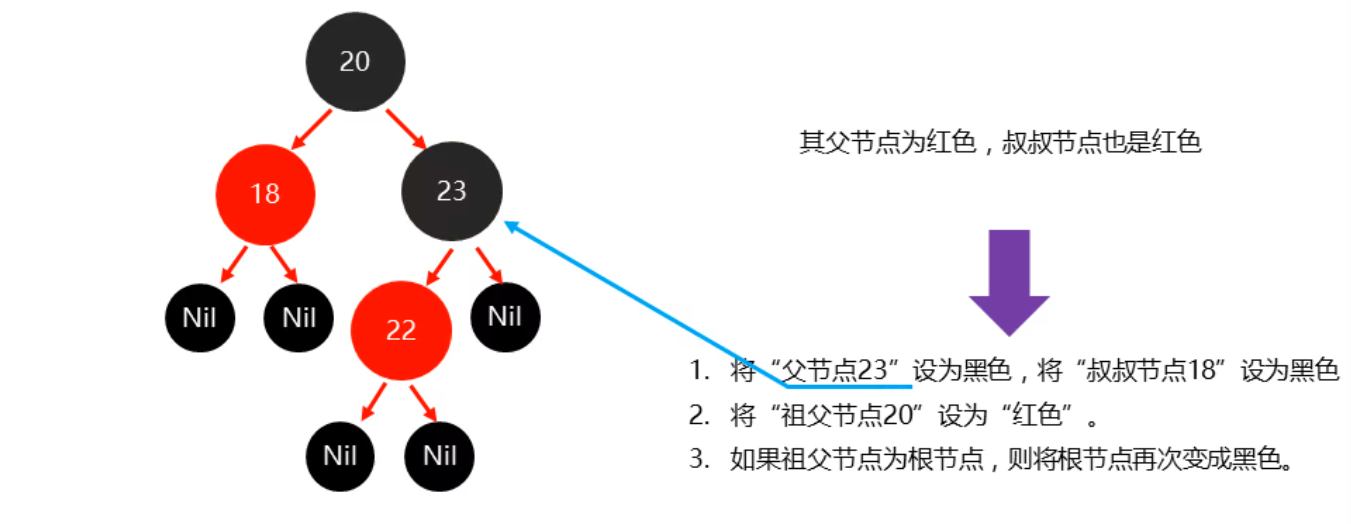 20
其父节点为红色，叔叔节点也是红色
18
23
Nil
Nil
22
Nil
1. 将“父节点23”设为黑色，将“叔叔节点18”设为黑色
2. 将“祖父节点20”设为“红色”。
3. 如果祖父节点为根节点，则将根节点再次变成黑色。
Nil
Nil